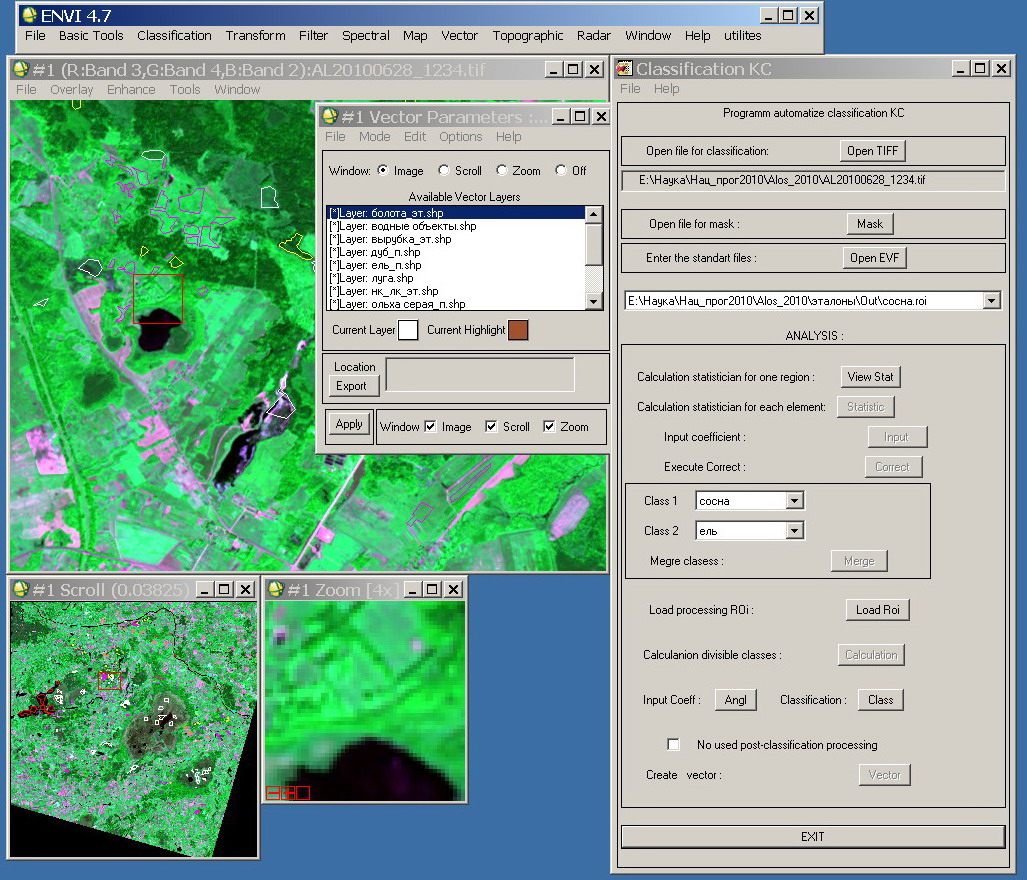 ENVI 4.7
File Basic Tools Classification Transform Filter Spectral Map Vector Topographic Radar Window Help utilites
#1 (R:Band 3,G:Band 4,B:Band 2):AL20100628_1234.tif
File Overlay Enhance Tools Window
#1 Vector Parameters :...
File Mode Edit Options Help
Window: Image Scroll Zoom Off
Available Vector Layers
[*]Layer: болота_эт.shp
[*]Layer: водные объекты.shp
[*]Layer: вырубка_эт.shp
[*]Layer: дуб_п.shp
[*]Layer: ель_п.shp
[*]Layer: луга.shp
[*]Layer: нк_лк_эт.shp
[*]Layer: ольха серая_п.shp
Current Layer Current Highlight
Location
Export
Apply Window Image Scroll Zoom
#1 Scroll (0.03825)
#1 Zoom [4x]
Classification KC
File Help
Programm automatize classification KC
Open file for classification: Open TIFF
E:\Наука\Нац_прог2010\Alos_2010\AL20100628_1234.tif
Open file for mask : Mask
Enter the standart files : Open EVF
E:\Наука\Нац_прог2010\Alos_2010\эталоны\Out\сосна.roi
ANALYSIS :
Calculation statistician for one region : View Stat
Calculation statistician for each element: Statistic
Input coefficient : Input
Execute Correct : Correct
Class 1 сосна
Class 2 ель
Megre clasess : Merge
Load processing ROi : Load Roi
Calculanion divisible classes : Calculation
Input Coeff : Angl Classification : Class
No used post-classification processing
Create vector : Vector
EXIT